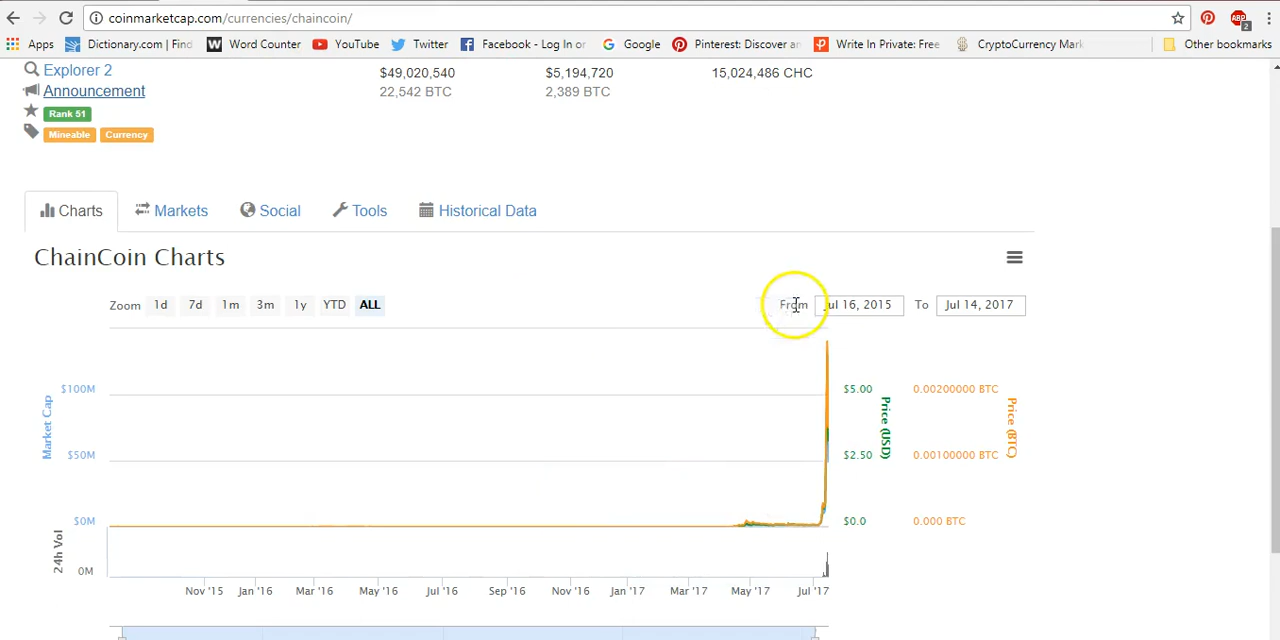 coinmarketcap.com/currencies/chaincoin/
Apps Dictionary.com | Find Word Counter YouTube Twitter Facebook - Log In or Google Pinterest: Discover an Write In Private: Free CryptoCurrency Mark Other bookmarks
Explorer 2 $49,020,540 $5,194,720 15,024,486 CHC
Announcement 22,542 BTC 2,389 BTC
Rank 51
Mineable Currency
Charts Markets Social Tools Historical Data
ChainCoin Charts
Zoom 1d 7d 1m 3m 1y YTD ALL From Jul 16, 2015 To Jul 14, 2017
$100M $5.00 0.00200000 BTC
Market Cap Price (USD) Price (BTC)
$50M $2.50 0.00100000 BTC
$0M $0.0 0.000 BTC
24h Vol
0M
Nov '15 Jan '16 Mar '16 May '16 Jul '16 Sep '16 Nov '16 Jan '17 Mar '17 May '17 Jul '17